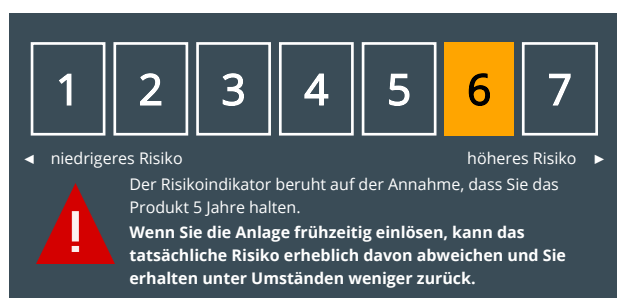 1 2 3 4 5 6 7
◄ niedrigeres Risiko höheres Risiko ►
Der Risikoindikator beruht auf der Annahme, dass Sie das
Produkt 5 Jahre halten.
Wenn Sie die Anlage frühzeitig einlösen, kann das
tatsächliche Risiko erheblich davon abweichen und Sie
erhalten unter Umständen weniger zurück.
!